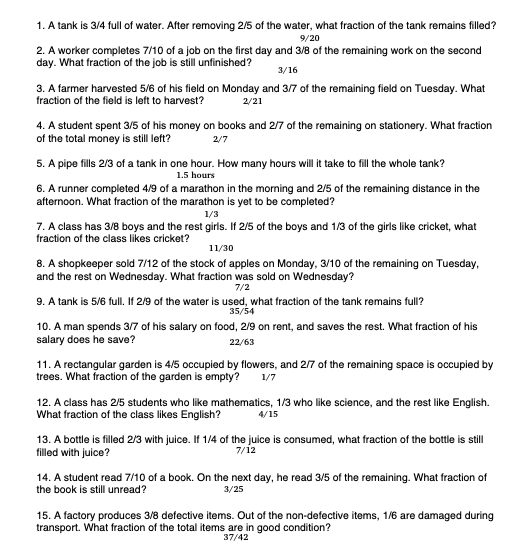 1. A tank is 3/4 full of water. After removing 2/5 of the water, what fraction of the tank remains filled?
9/20
2. A worker completes 7/10 of a job on the first day and 3/8 of the remaining work on the second
day. What fraction of the job is still unfinished?
3/16
3. A farmer harvested 5/6 of his field on Monday and 3/7 of the remaining field on Tuesday. What
fraction of the field is left to harvest? 2/21
4. A student spent 3/5 of his money on books and 2/7 of the remaining on stationery. What fraction
of the total money is still left? 2/7
5. A pipe fills 2/3 of a tank in one hour. How many hours will it take to fill the whole tank?
1.5 hours
6. A runner completed 4/9 of a marathon in the morning and 2/5 of the remaining distance in the
afternoon. What fraction of the marathon is yet to be completed?
1/3
7. A class has 3/8 boys and the rest girls. If 2/5 of the boys and 1/3 of the girls like cricket, what
fraction of the class likes cricket?
11/30
8. A shopkeeper sold 7/12 of the stock of apples on Monday, 3/10 of the remaining on Tuesday,
and the rest on Wednesday. What fraction was sold on Wednesday?
7/2
9. A tank is 5/6 full. If 2/9 of the water is used, what fraction of the tank remains full?
35/54
10. A man spends 3/7 of his salary on food, 2/9 on rent, and saves the rest. What fraction of his
salary does he save? 22/63
11. A rectangular garden is 4/5 occupied by flowers, and 2/7 of the remaining space is occupied by
trees. What fraction of the garden is empty? 1/7
12. A class has 2/5 students who like mathematics, 1/3 who like science, and the rest like English.
What fraction of the class likes English? 4/15
13. A bottle is filled 2/3 with juice. If 1/4 of the juice is consumed, what fraction of the bottle is still
filled with juice? 7/12
14. A student read 7/10 of a book. On the next day, he read 3/5 of the remaining. What fraction of
the book is still unread? 3/25
15. A factory produces 3/8 defective items. Out of the non-defective items, 1/6 are damaged during
transport. What fraction of the total items are in good condition?
37/42